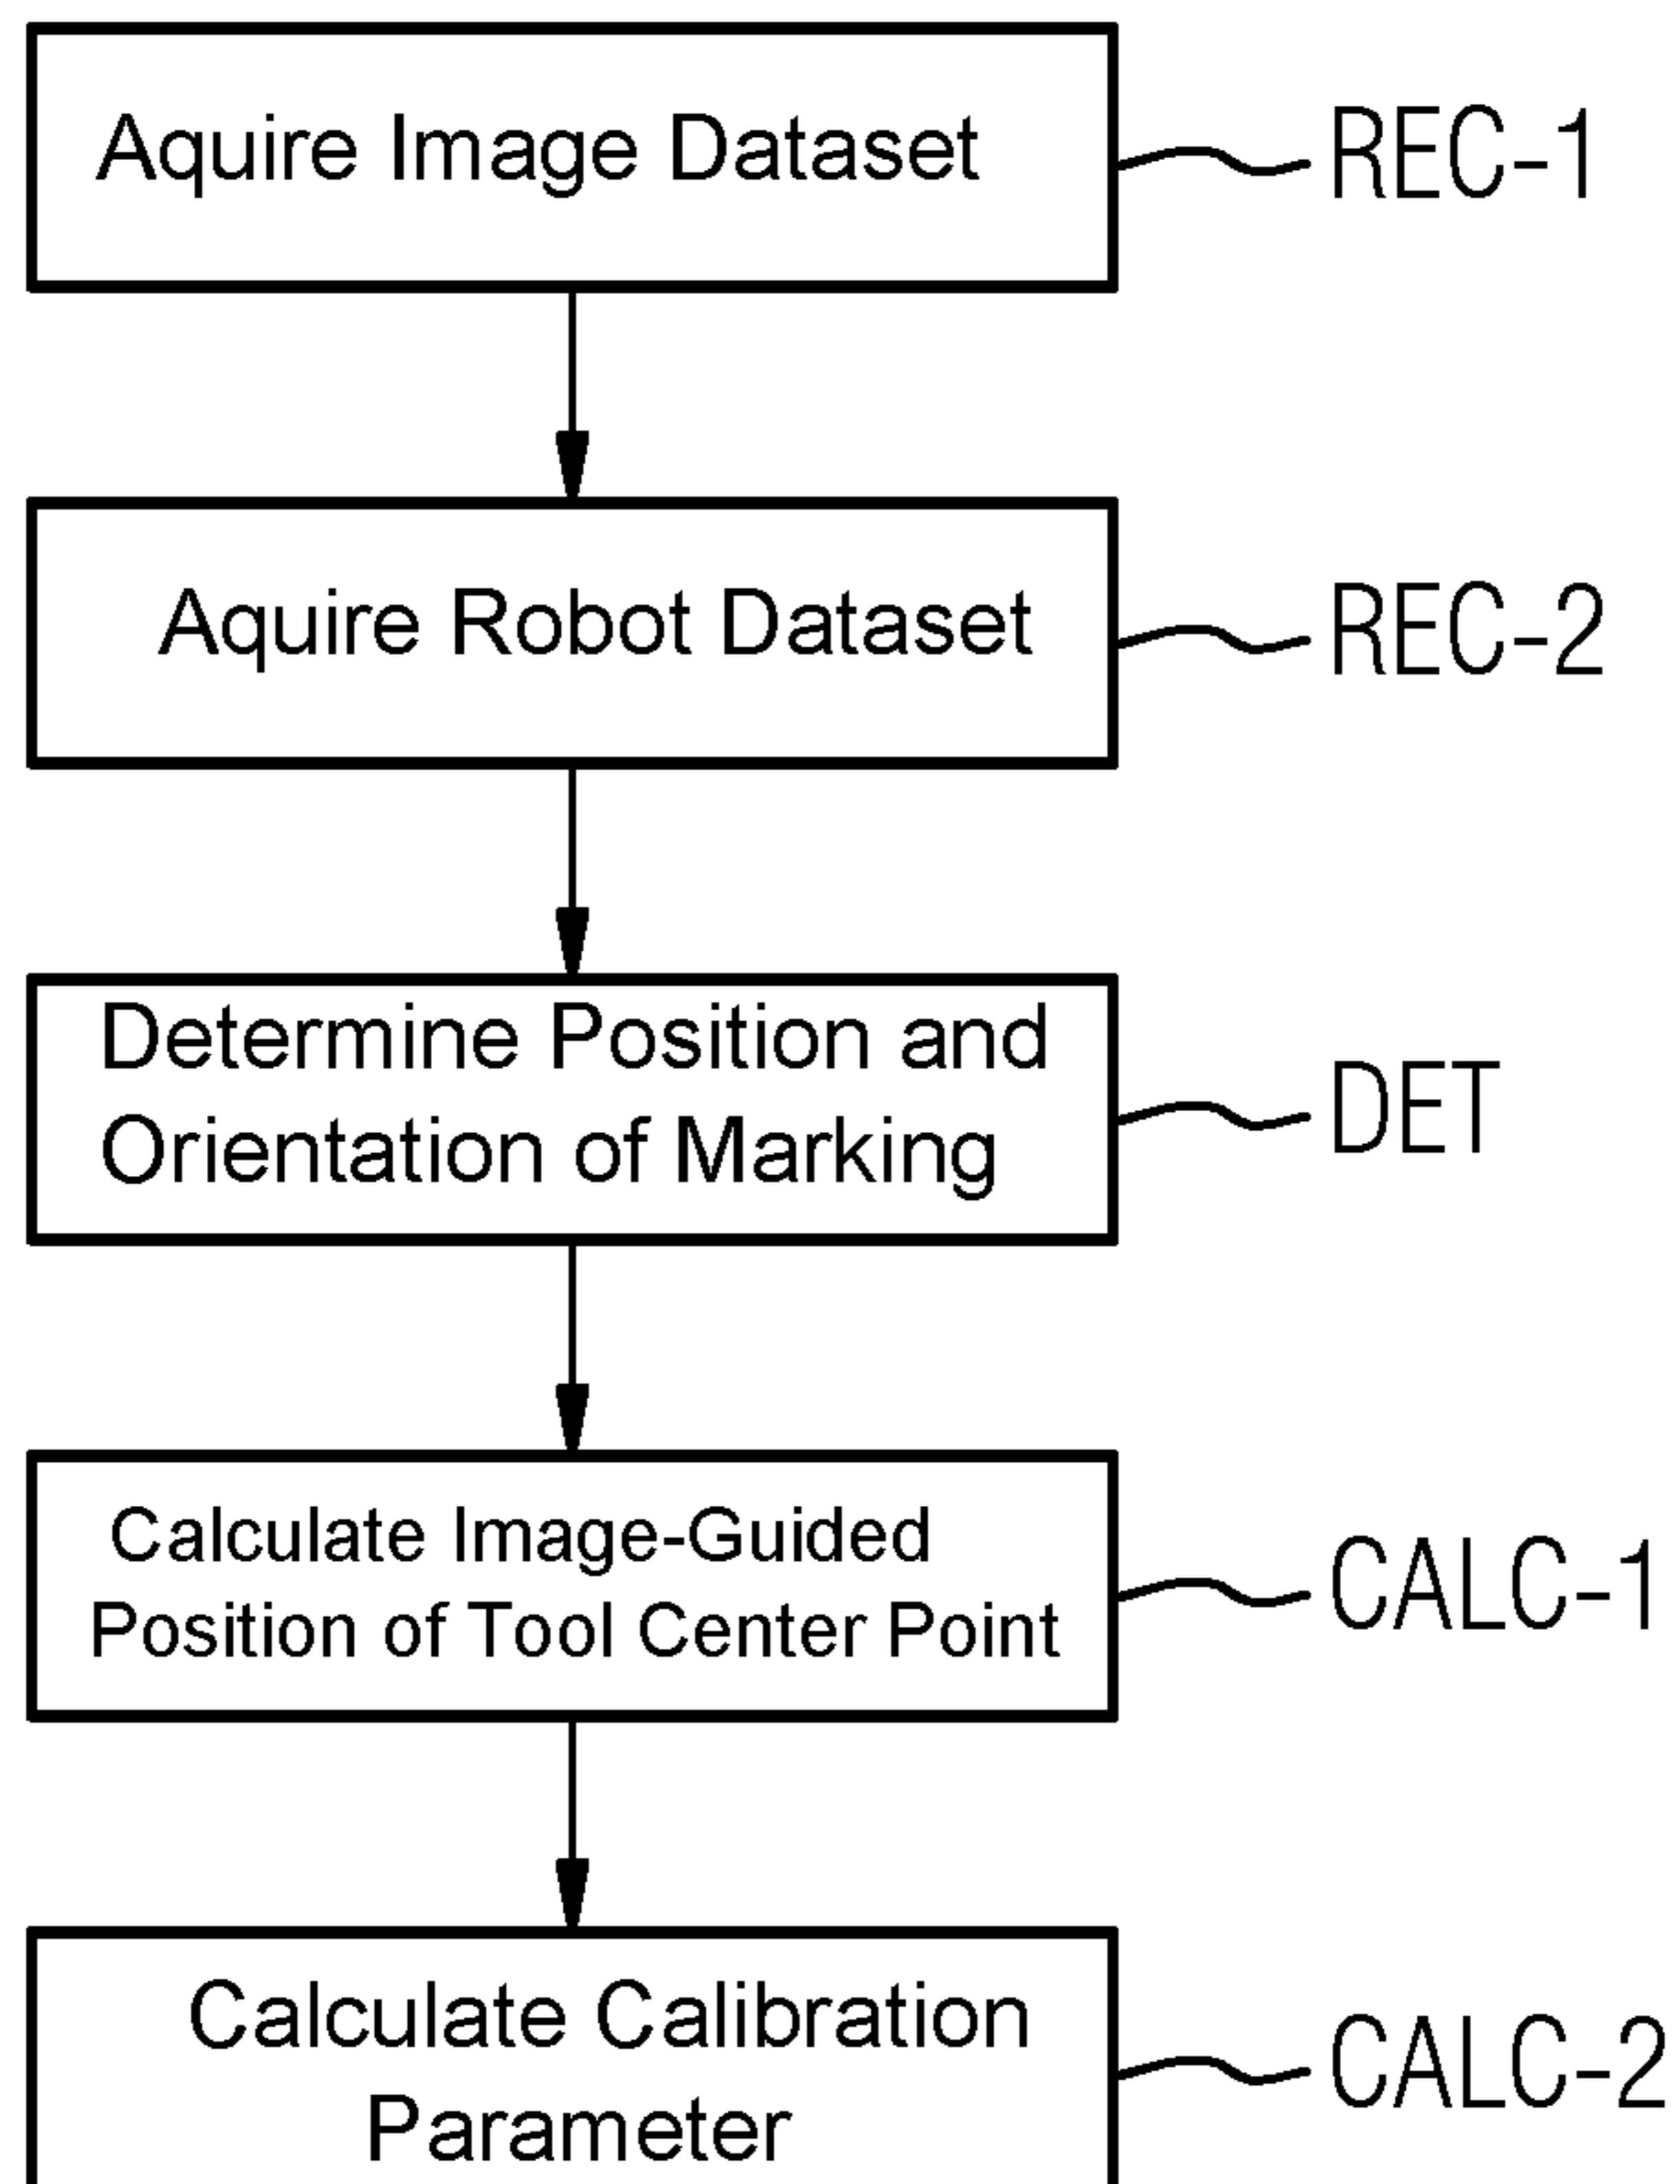 Aquire Image Dataset
REC-1
Aquire Robot Dataset
REC-2
Determine Position and
Orientation of Marking
DET
Calculate Image-Guided
Position of Tool Center Point
CALC-1
Calculate Calibration
Parameter
CALC-2